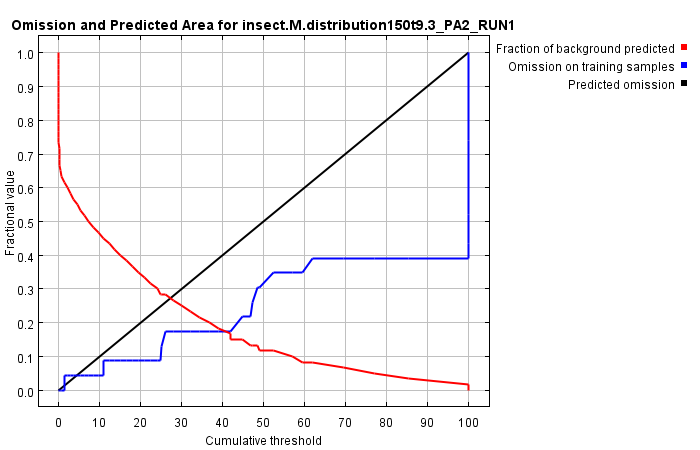 Omission and Predicted Area for insect.M.distribution150t9.3_PA2_RUN1
Fraction of background predicted
Omission on training samples
Predicted omission
Fractional value
1.0
0.9
0.8
0.7
0.6
0.5
0.4
0.3
0.2
0.1
0.0
0 10 20 30 40 50 60 70 80 90 100
Cumulative threshold